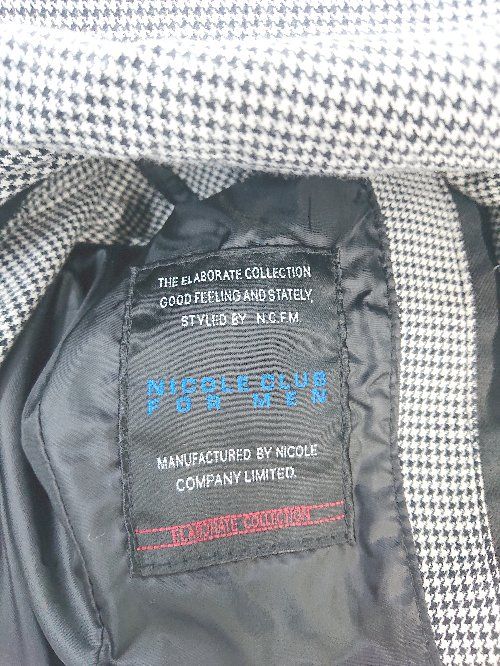 THE ELABORATE COLLECTION
GOOD FEELING AND STATELY,
STYLED BY N.C.F.M.
NICOLE CLUB
FOR MEN
MANUFACTURED BY NICOLE
COMPANY LIMITED.
ELABORATE COLLECTION